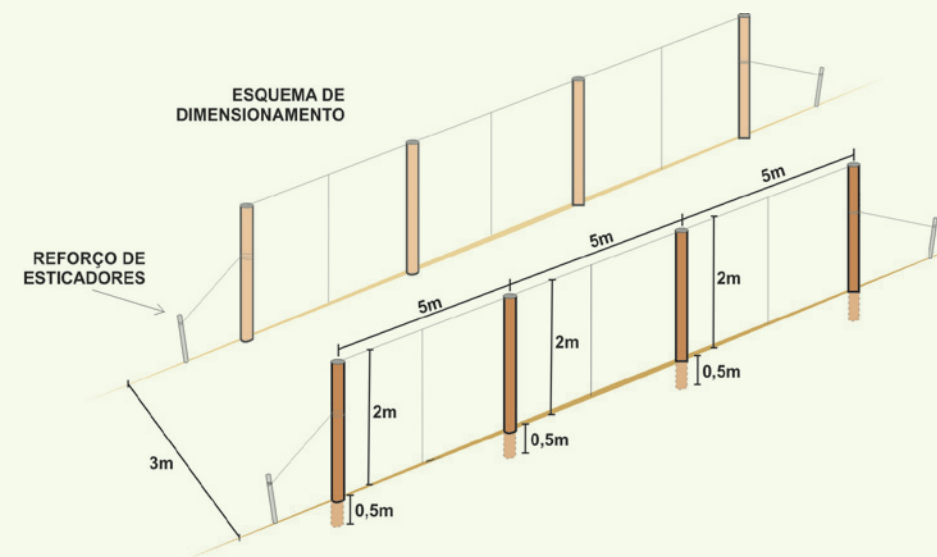 ESQUEMA DE
DIMENSIONAMENTO
REFORÇO DE
ESTICADORES
5m
5m
5m
2m
2m
2m
0,5m
0,5m
0,5m
3m